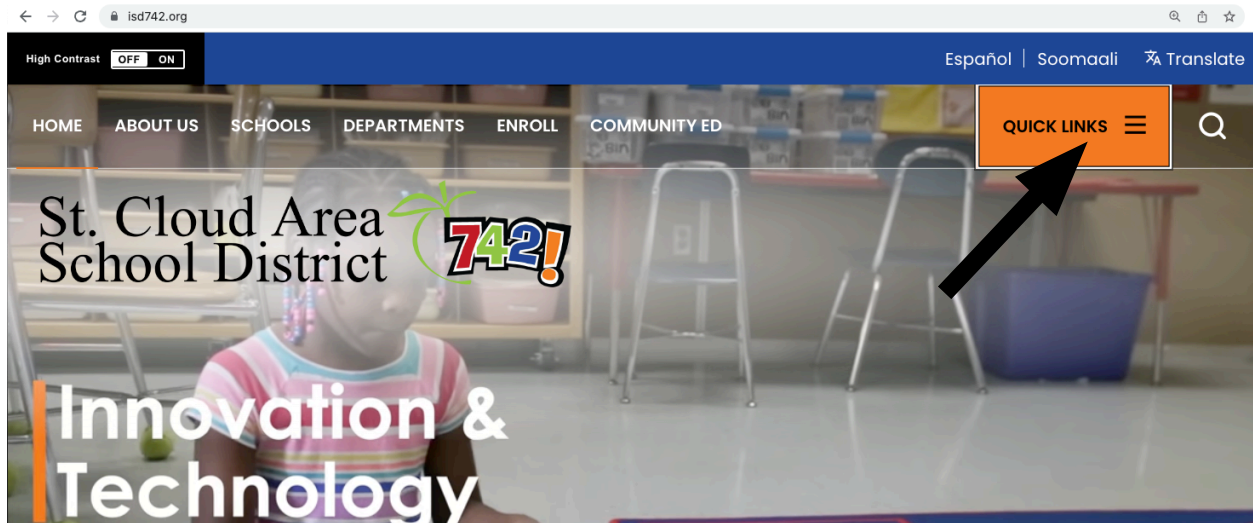 isd742.org
High Contrast OFF ON
Español Soomaali Translate
HOME ABOUT US SCHOOLS DEPARTMENTS ENROLL COMMUNITY ED QUICK LINKS
St. Cloud Area
School District
742!
Innovation &
Technology